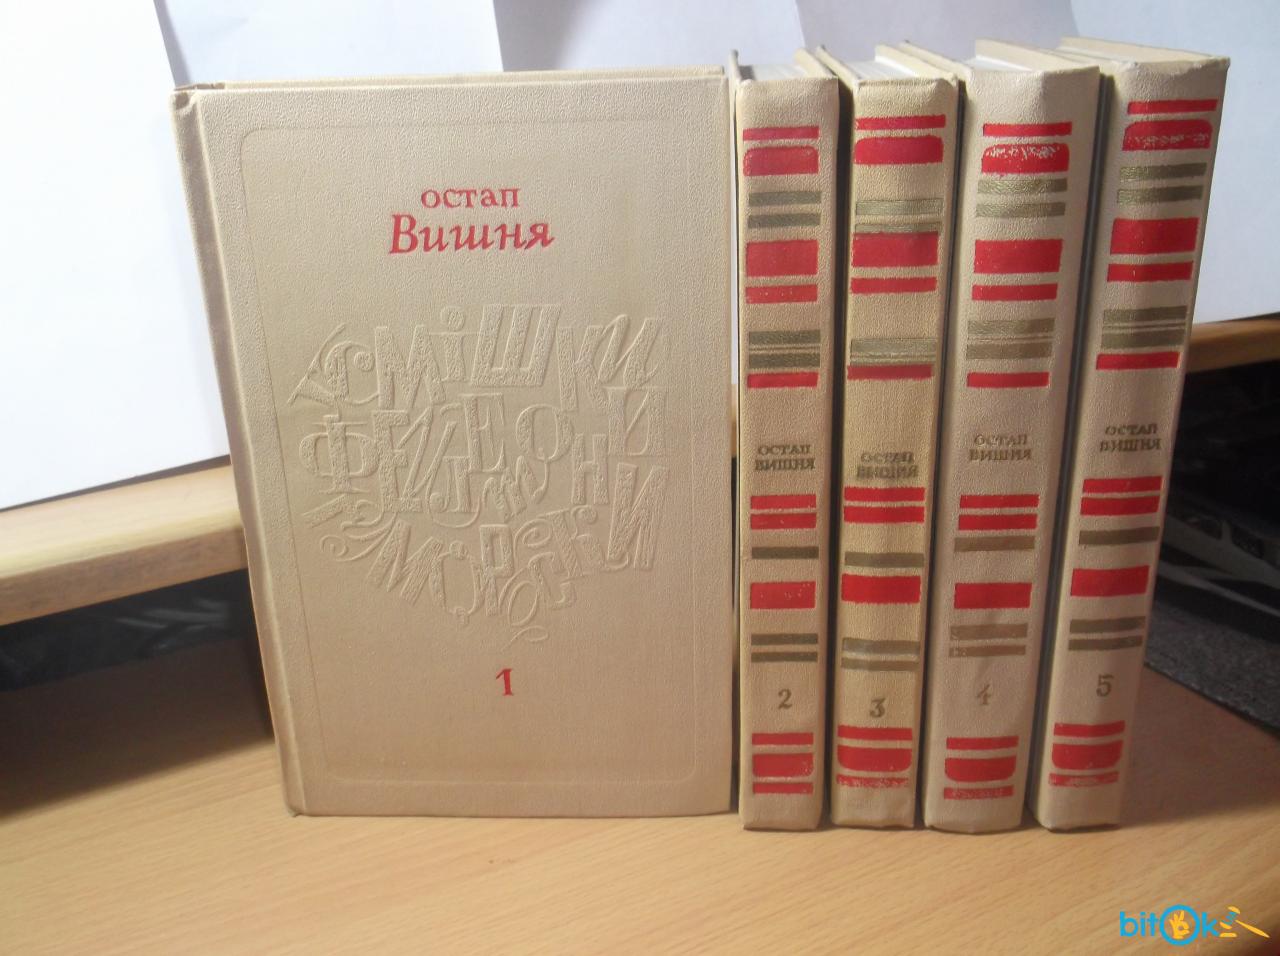 остап
Вишня
Усмішки
фейлетони
гуморески
1
ОСТАП
ВИШНЯ
2
ОСТАП
ВИШНЯ
3
ОСТАП
ВИШНЯ
4
ОСТАП
ВИШНЯ
5
bitOk